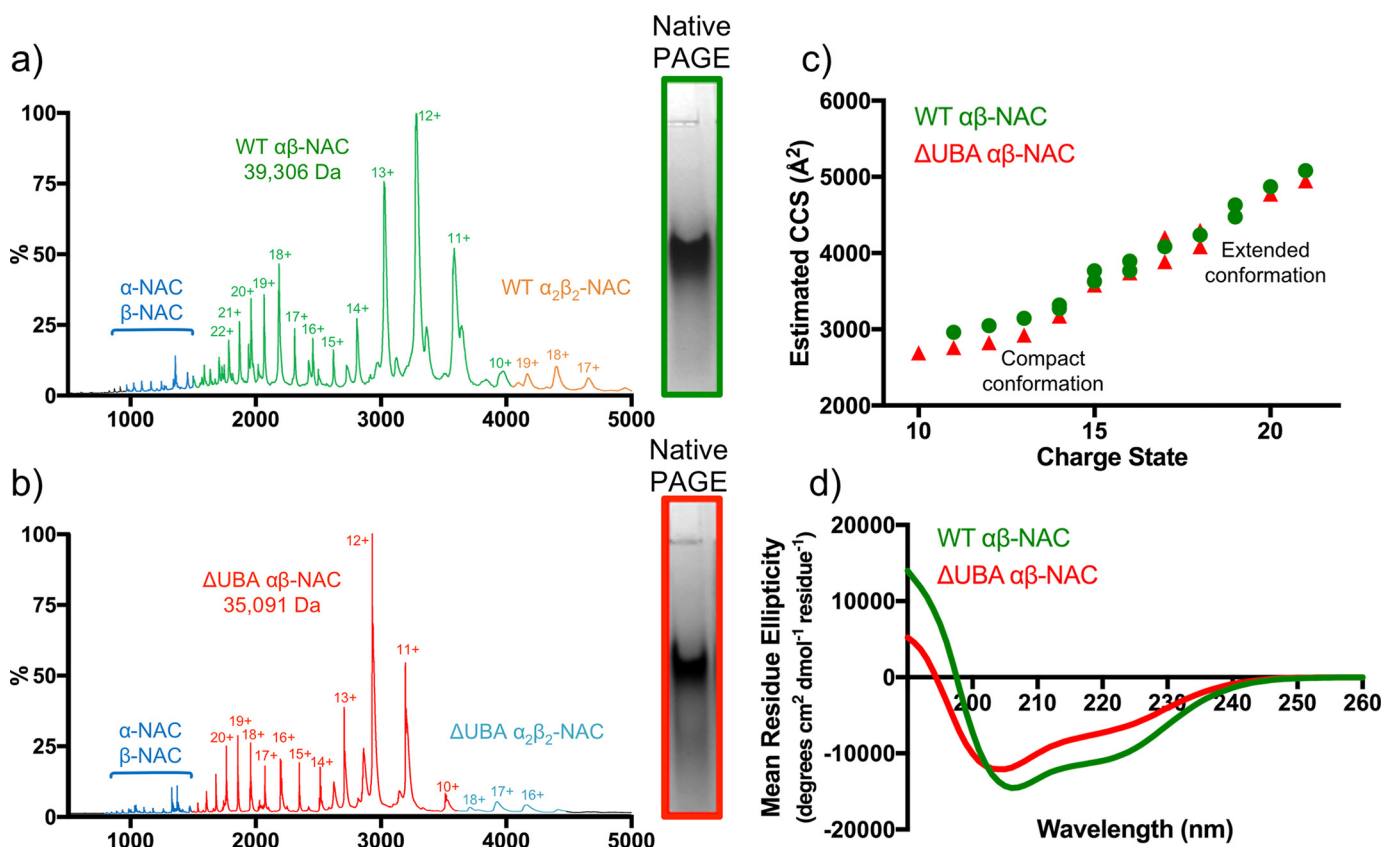 a)
Native
PAGE
100
75
50
25
0
%
WT αβ-NAC
39,306 Da
α-NAC
β-NAC
22+
21+
20+
19+
18+
17+
16+
15+
14+
13+
12+
11+
10+
WT α2β2-NAC
19+
18+
17+
1000 2000 3000 4000 5000
b)
Native
PAGE
100
75
50
25
0
%
ΔUBA αβ-NAC
35,091 Da
α-NAC
β-NAC
20+
19+
18+
17+
16+
15+
14+
13+
12+
11+
10+
ΔUBA α2β2-NAC
18+
17+
16+
1000 2000 3000 4000 5000
c)
WT αβ-NAC
ΔUBA αβ-NAC
6000
5000
4000
3000
2000
Estimated CCS (Å²)
Extended
conformation
Compact
conformation
10 15 20
Charge State
d)
WT αβ-NAC
ΔUBA αβ-NAC
20000
10000
0
-10000
-20000
Mean Residue Ellipticity
(degrees cm² dmol⁻¹ residue⁻¹)
200 210 220 230 240 250 260
Wavelength (nm)